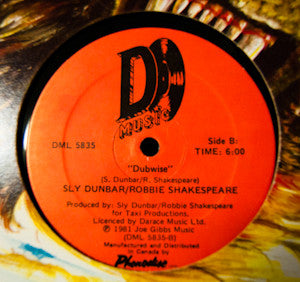 D
MUSIC
DML 5835
Side B:
TIME: 6:00
"Dubwise"
(S. Dunbar/R. Shakespeare)
SLY DUNBAR/ROBBIE SHAKESPEARE
Produced by: Sly Dunbar/Robbie Shakespeare
for Taxi Productions.
Licenced by Darace Music Ltd.
℗ 1981 Joe Gibbs Music
(DML 5835-B)
Manufactured and Distributed
in Canada by
Phonodisc